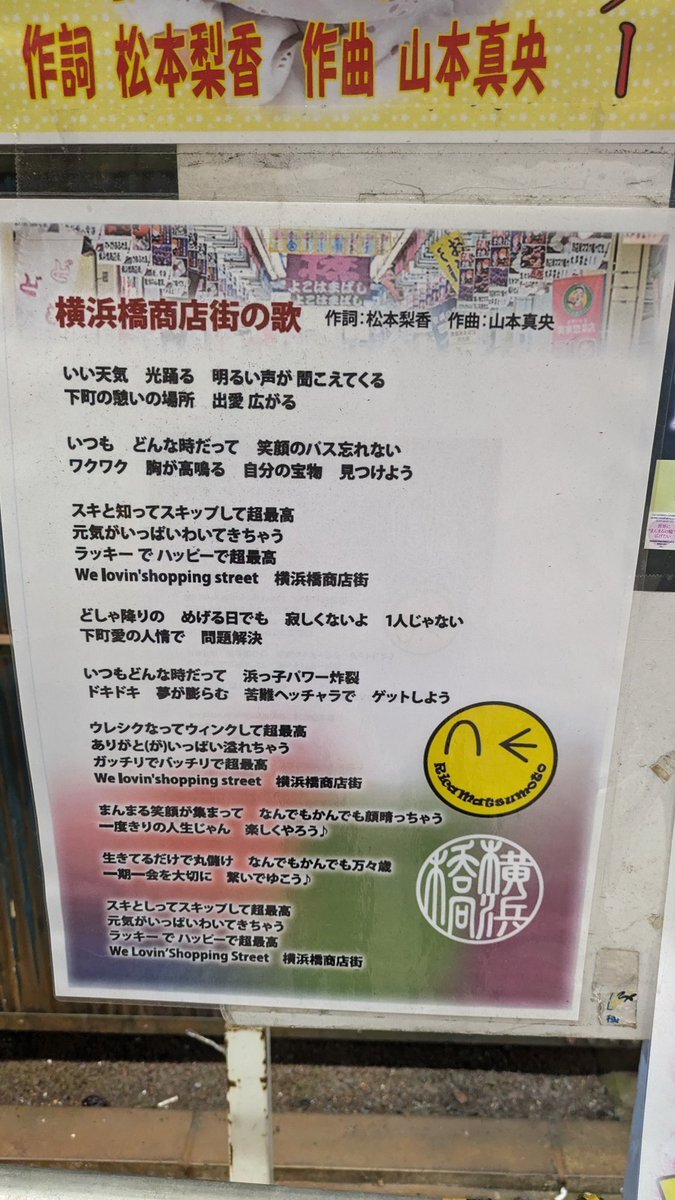 作詞 松本梨香 作曲 山本真央
よこはまばし
横浜橋商店街の歌 作詞:松本梨香 作曲:山本真央
いい天気 光踊る 明るい声が 聞こえてくる
下町の憩いの場所 出愛 広がる
いつも どんな時だって 笑顔のパス忘れない
ワクワク 胸が高鳴る 自分の宝物 見つけよう
スキと知ってスキップして超最高
元気がいっぱいわいてきちゃう
ラッキー で ハッピーで超最高
We lovin'shopping street 横浜橋商店街
どしゃ降りの めげる日でも 寂しくないよ 1人じゃない
下町愛の人情で 問題解決
いつもどんな時だって 浜っ子パワー炸裂
ドキドキ 夢が膨らむ 苦難ヘッチャラで ゲットしよう
ウレシクなってウィンクして超最高
ありがと(が)いっぱい溢れちゃう
ガッチリでバッチリで超最高
We lovin'shopping street 横浜橋商店街
Rica Matsumoto
まんまる笑顔が集まって なんでもかんでも顔晴っちゃう
一度きりの人生じゃん 楽しくやろう♪
生きてるだけで丸儲け なんでもかんでも万々歳
一期一会を大切に 繋いでゆこう♪
横浜橋
スキとしってスキップして超最高
元気がいっぱいわいてきちゃう
ラッキー で ハッピーで超最高
We Lovin'Shopping Street 横浜橋商店街